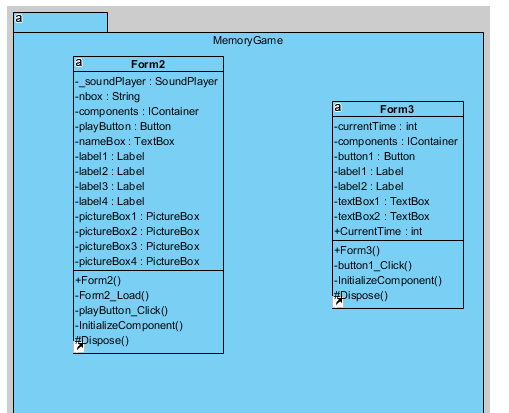 a
MemoryGame
a
Form2
-_soundPlayer : SoundPlayer
-nbox : String
-components : IContainer
-playButton : Button
-nameBox : TextBox
-label1 : Label
-label2 : Label
-label3 : Label
-label4 : Label
-pictureBox1 : PictureBox
-pictureBox2 : PictureBox
-pictureBox3 : PictureBox
-pictureBox4 : PictureBox
+Form2()
-Form2_Load()
-playButton_Click()
-InitializeComponent()
#Dispose()
a
Form3
-currentTime : int
-components : IContainer
-button1 : Button
-label1 : Label
-label2 : Label
-textBox1 : TextBox
-textBox2 : TextBox
+CurrentTime : int
+Form3()
-button1_Click()
-InitializeComponent()
#Dispose()